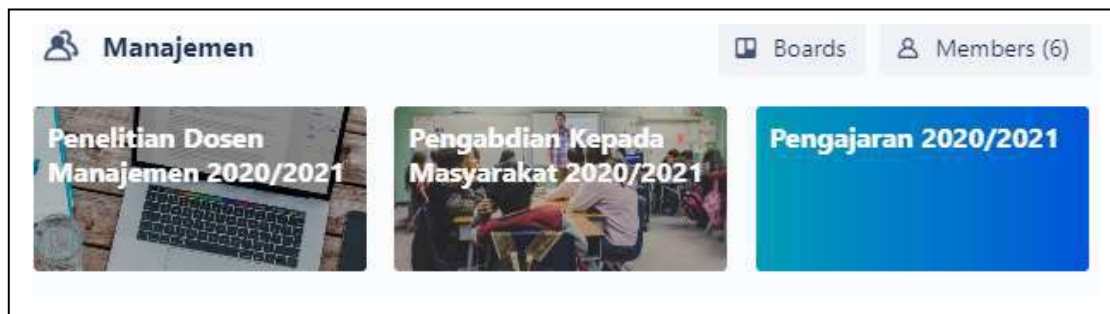 Manajemen
Boards
Members (6)
Penelitian Dosen
Manajemen 2020/2021
Pengabdian Kepada
Masyarakat 2020/2021
Pengajaran 2020/2021